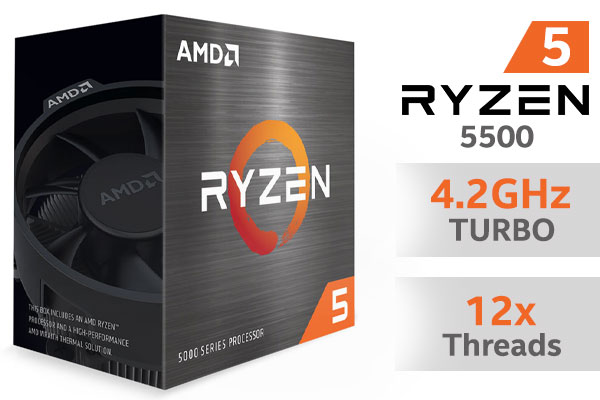 AMD
AMD
AMD
RYZEN
5
THIS BOX INCLUDES AN AMD RYZEN™
PROCESSOR AND A HIGH-PERFORMANCE
AMD WRAITH THERMAL SOLUTION.
5000 SERIES PROCESSOR
5
RYZEN
5500
4.2GHz
TURBO
12x
Threads